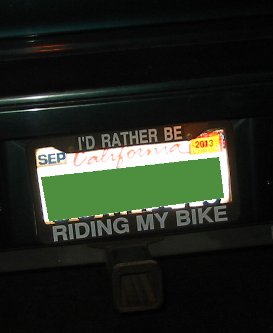 I'D RATHER BE
SEP California 2013
RIDING MY BIKE